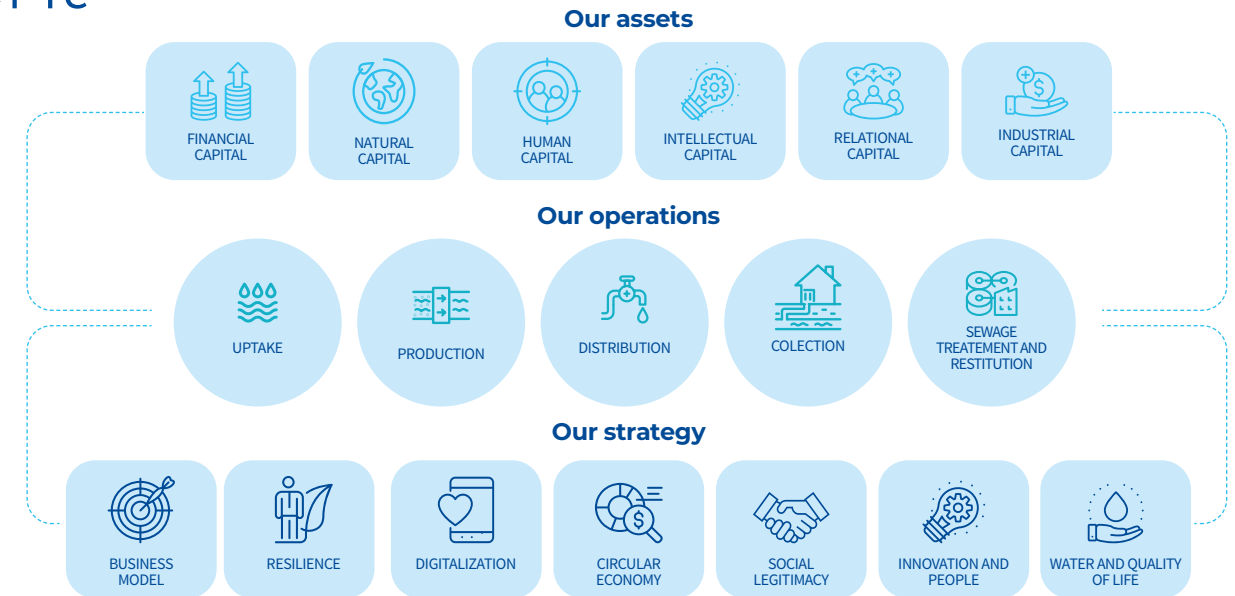 Our assets
FINANCIAL
CAPITAL
NATURAL
CAPITAL
HUMAN
CAPITAL
INTELLECTUAL
CAPITAL
RELATIONAL
CAPITAL
INDUSTRIAL
CAPITAL
Our operations
UPTAKE
PRODUCTION
DISTRIBUTION
COLECTION
SEWAGE
TREATEMENT AND
RESTITUTION
Our strategy
BUSINESS
MODEL
RESILIENCE
DIGITALIZATION
CIRCULAR
ECONOMY
SOCIAL
LEGITIMACY
INNOVATION AND
PEOPLE
WATER AND QUALITY
OF LIFE